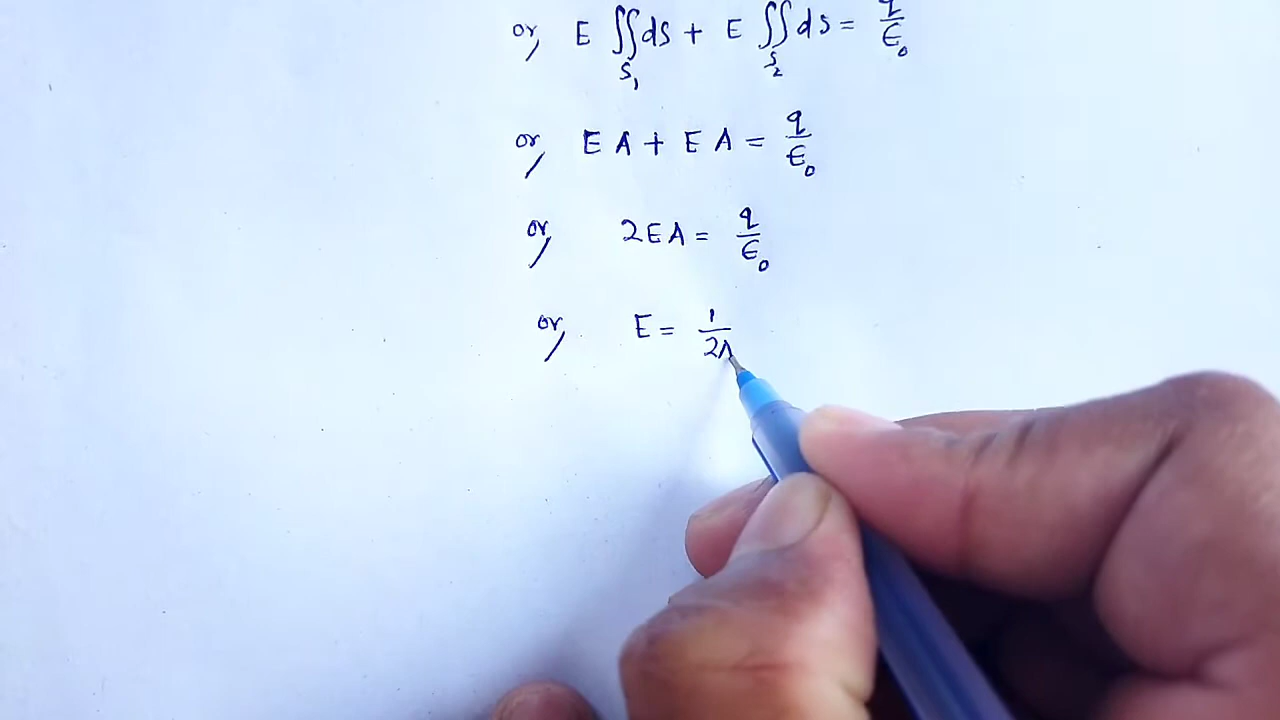 or, E ∬ds + E ∬ds = q/ϵ₀
S₁ S₂
or, EA + EA = q/ϵ₀
or, 2EA = q/ϵ₀
or, E = 1/2A